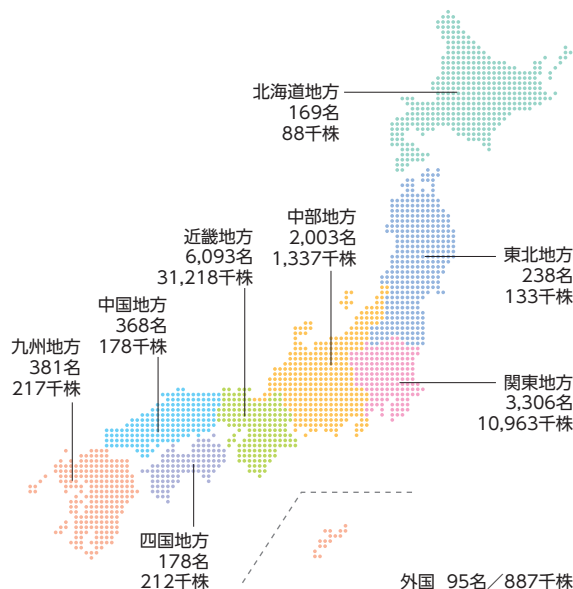 北海道地方
169名
88千株
中部地方
2,003名
1,337千株
近畿地方
6,093名
31,218千株
東北地方
238名
133千株
中国地方
368名
178千株
九州地方
381名
217千株
関東地方
3,306名
10,963千株
四国地方
178名
212千株
外国 95名／887千株